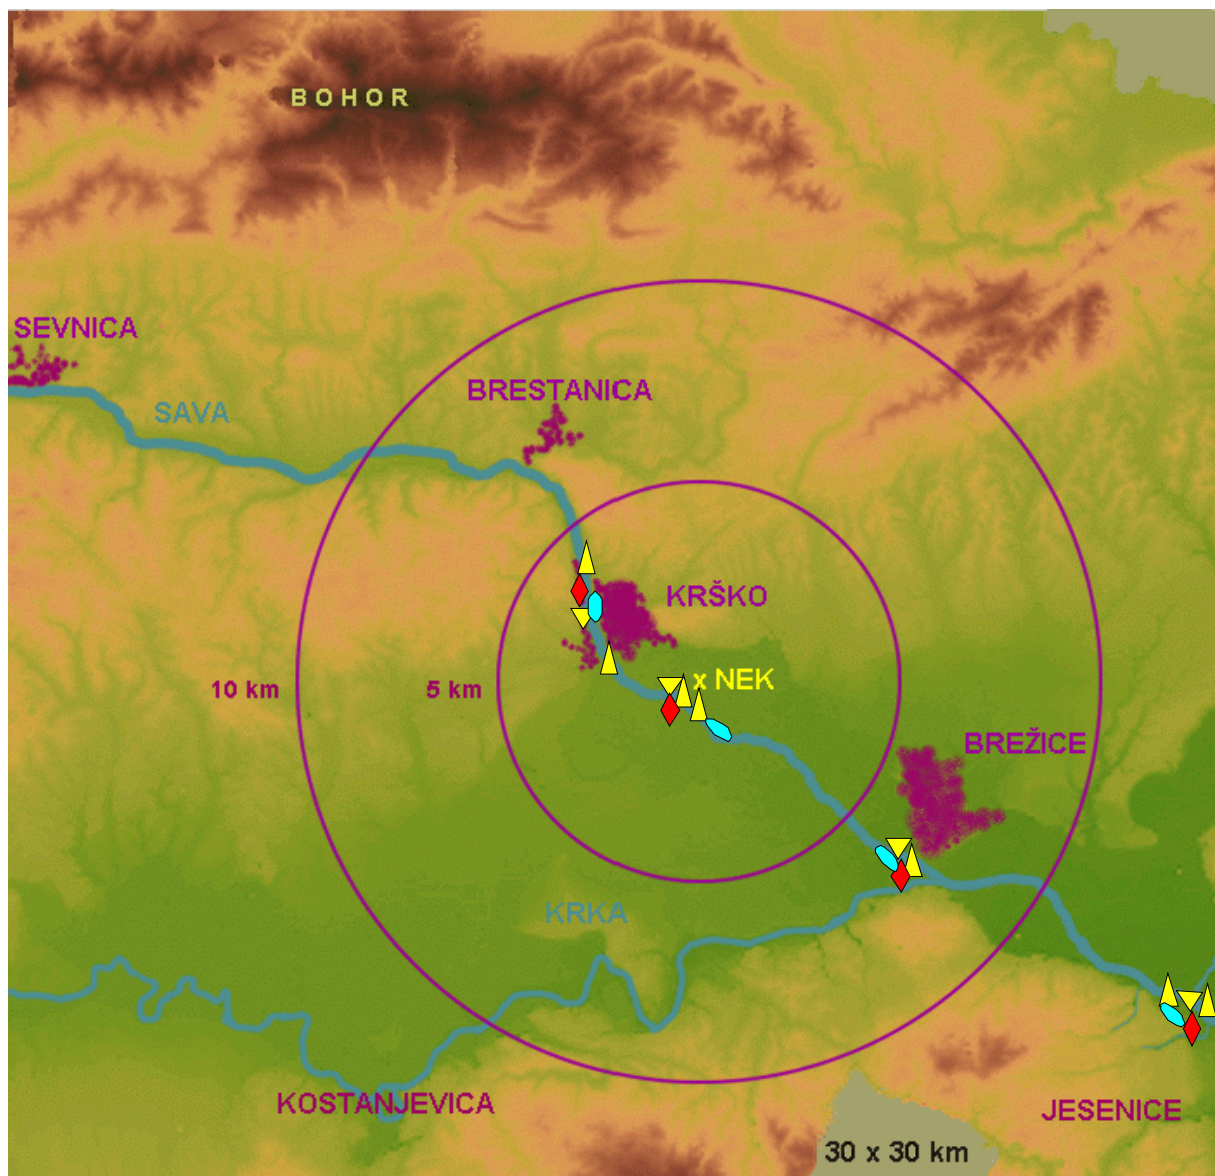 BOHOR
SEVNICA
BRESTANICA
SAVA
KRŠKO
x NEK
10 km
5 km
BREŽICE
KRKA
KOSTANJEVICA
JESENICE
30 x 30 km